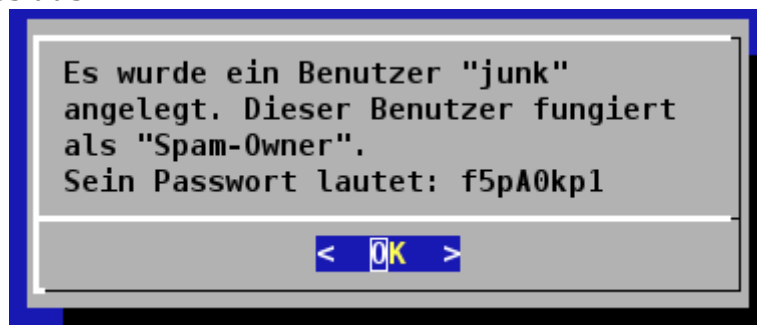 Es wurde ein Benutzer "junk"
angelegt. Dieser Benutzer fungiert
als "Spam-Owner".
Sein Passwort lautet: f5pA0kp1
< OK >